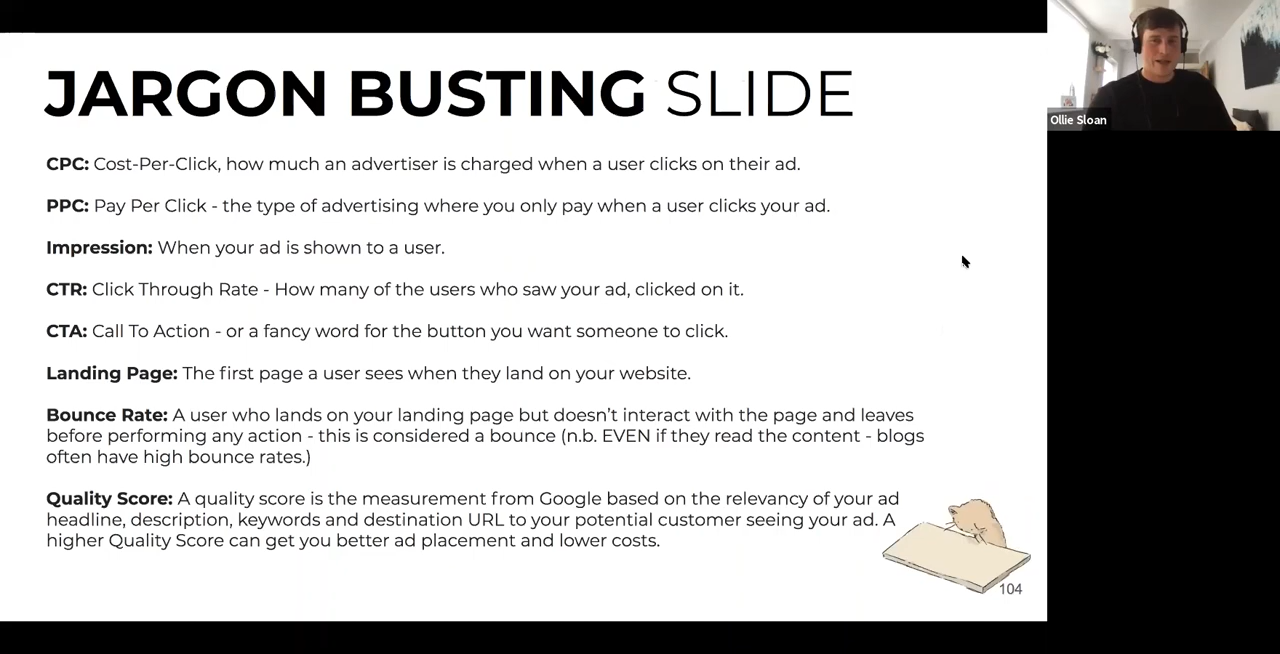 JARGON BUSTING SLIDE
CPC: Cost-Per-Click, how much an advertiser is charged when a user clicks on their ad.
PPC: Pay Per Click - the type of advertising where you only pay when a user clicks your ad.
Impression: When your ad is shown to a user.
CTR: Click Through Rate - How many of the users who saw your ad, clicked on it.
CTA: Call To Action - or a fancy word for the button you want someone to click.
Landing Page: The first page a user sees when they land on your website.
Bounce Rate: A user who lands on your landing page but doesn’t interact with the page and leaves
before performing any action - this is considered a bounce (n.b. EVEN if they read the content - blogs
often have high bounce rates.)
Quality Score: A quality score is the measurement from Google based on the relevancy of your ad
headline, description, keywords and destination URL to your potential customer seeing your ad. A
higher Quality Score can get you better ad placement and lower costs.
104
Ollie Sloan